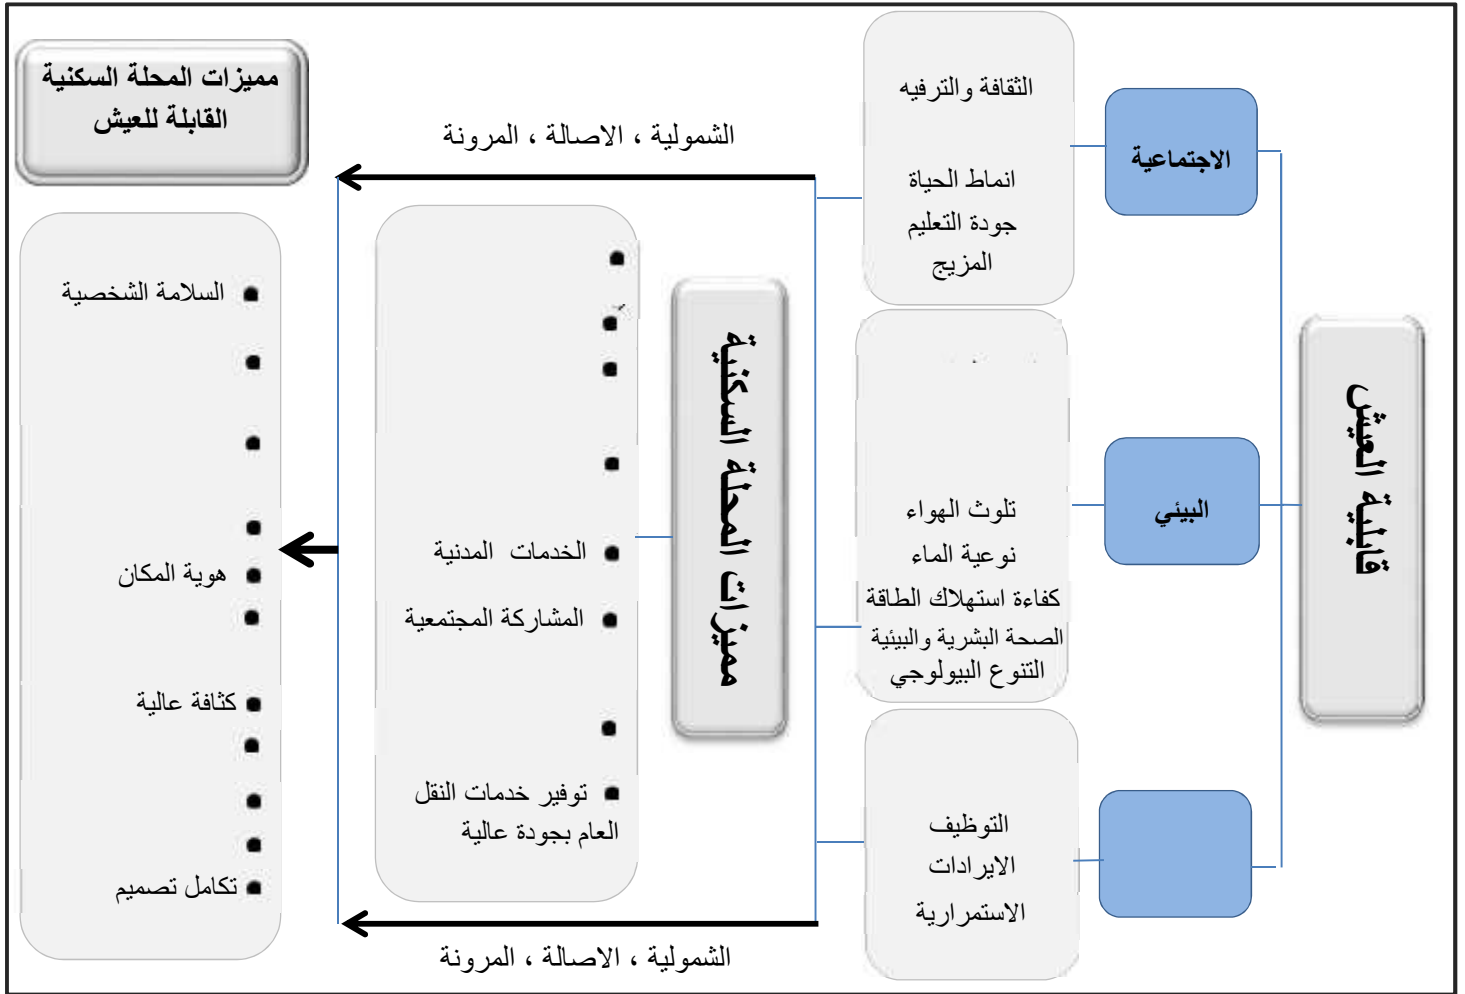 قابلية العيش
الاجتماعية
البيئي
الثقافة والترفيه
انماط الحياة
جودة التعليم
المزيج
تلوث الهواء
نوعية الماء
كفاءة استهلاك الطاقة
الصحة البشرية والبيئية
التنوع البيولوجي
التوظيف
الايرادات
الاستمرارية
الشمولية ، الاصالة ، المرونة
مميزات المحلة السكنية
الخدمات المدنية
المشاركة المجتمعية
توفير خدمات النقل
العام بجودة عالية
الشمولية ، الاصالة ، المرونة
مميزات المحلة السكنية
القابلة للعيش
السلامة الشخصية
هوية المكان
كثافة عالية
تكامل تصميم